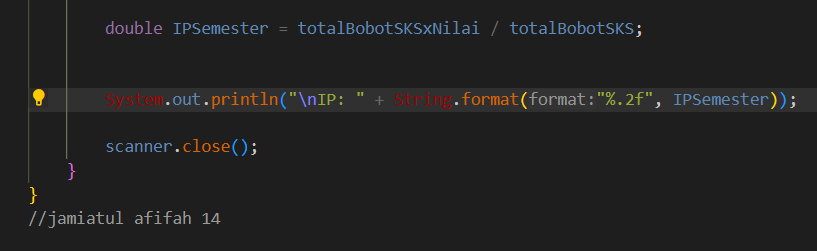 double IPSemester = totalBobotSKSxNilai / totalBobotSKS;
System.out.println("\nIP: " + String.format(format:"%.2f", IPSemester));
scanner.close();
}
}
//jamiatul afifah 14